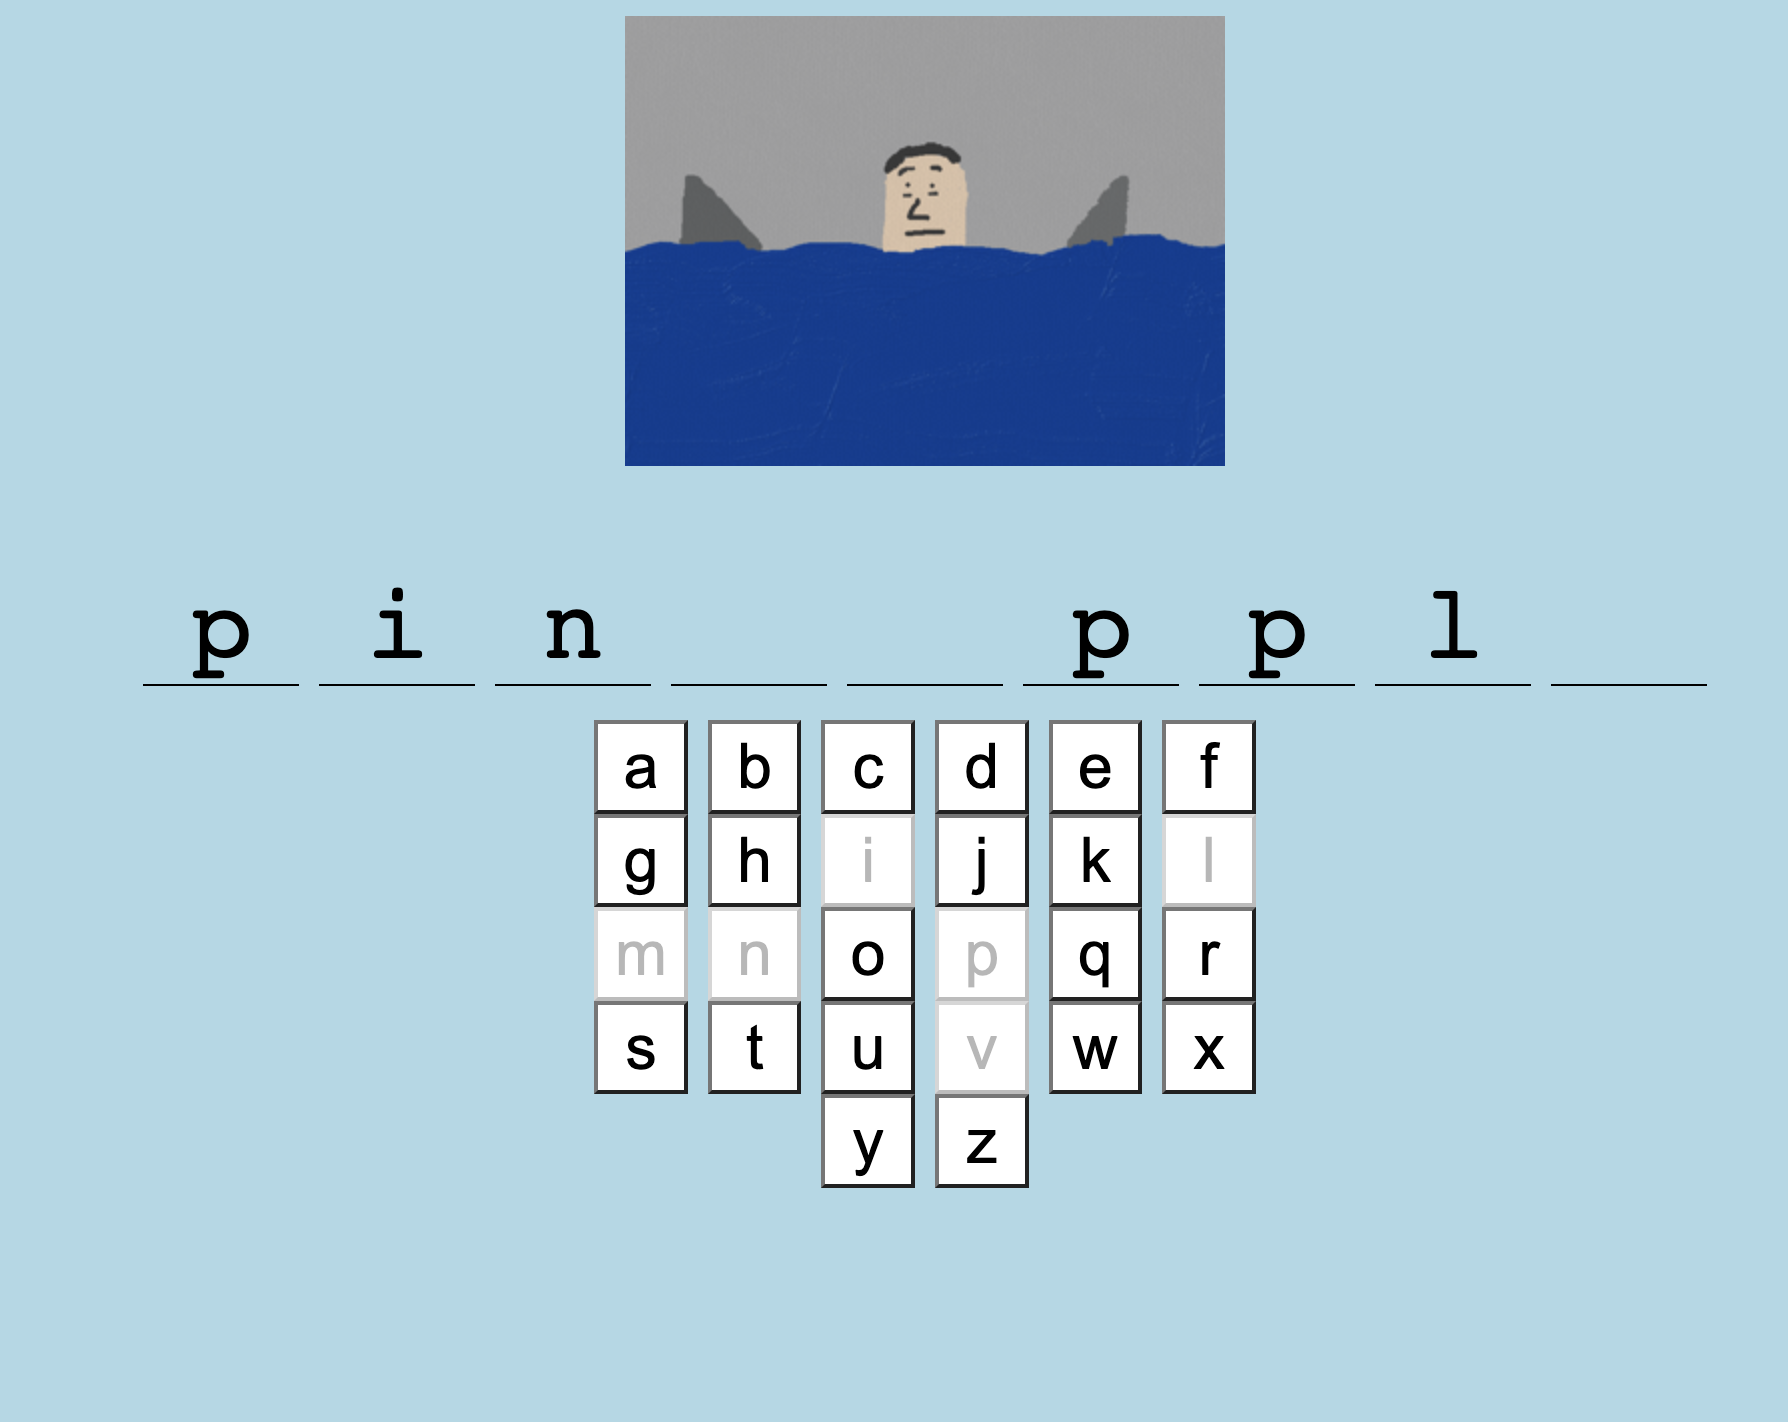 p i n _ _ p p l _
a b c d e f
g h i j k l
m n o p q r
s t u v w x
y z